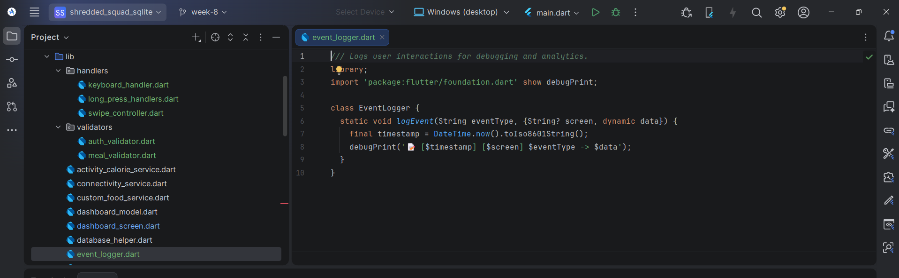 SS shredded_squad_sqlite week-8 Select Device Windows (desktop) main.dart
Project
event_logger.dart
lib
handlers
keyboard_handler.dart
long_press_handlers.dart
swipe_controller.dart
validators
auth_validator.dart
meal_validator.dart
activity_calorie_service.dart
connectivity_service.dart
custom_food_service.dart
dashboard_model.dart
dashboard_screen.dart
database_helper.dart
event_logger.dart
1 /// Logs user interactions for debugging and analytics.
2 library;
3 import 'package:flutter/foundation.dart' show debugPrint;
4
5 class EventLogger {
6 static void logEvent(String eventType, {String? screen, dynamic data}) {
7 final timestamp = DateTime.now().toIso8601String();
8 debugPrint('📝 [$timestamp] [$screen] $eventType -> $data');
9 }
10 }